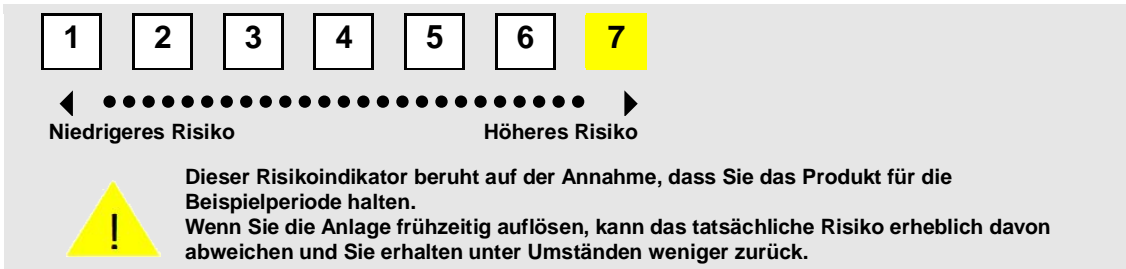 1 2 3 4 5 6 7
Niedrigeres Risiko Höheres Risiko
Dieser Risikoindikator beruht auf der Annahme, dass Sie das Produkt für die
Beispielperiode halten.
Wenn Sie die Anlage frühzeitig auflösen, kann das tatsächliche Risiko erheblich davon
abweichen und Sie erhalten unter Umständen weniger zurück.
!